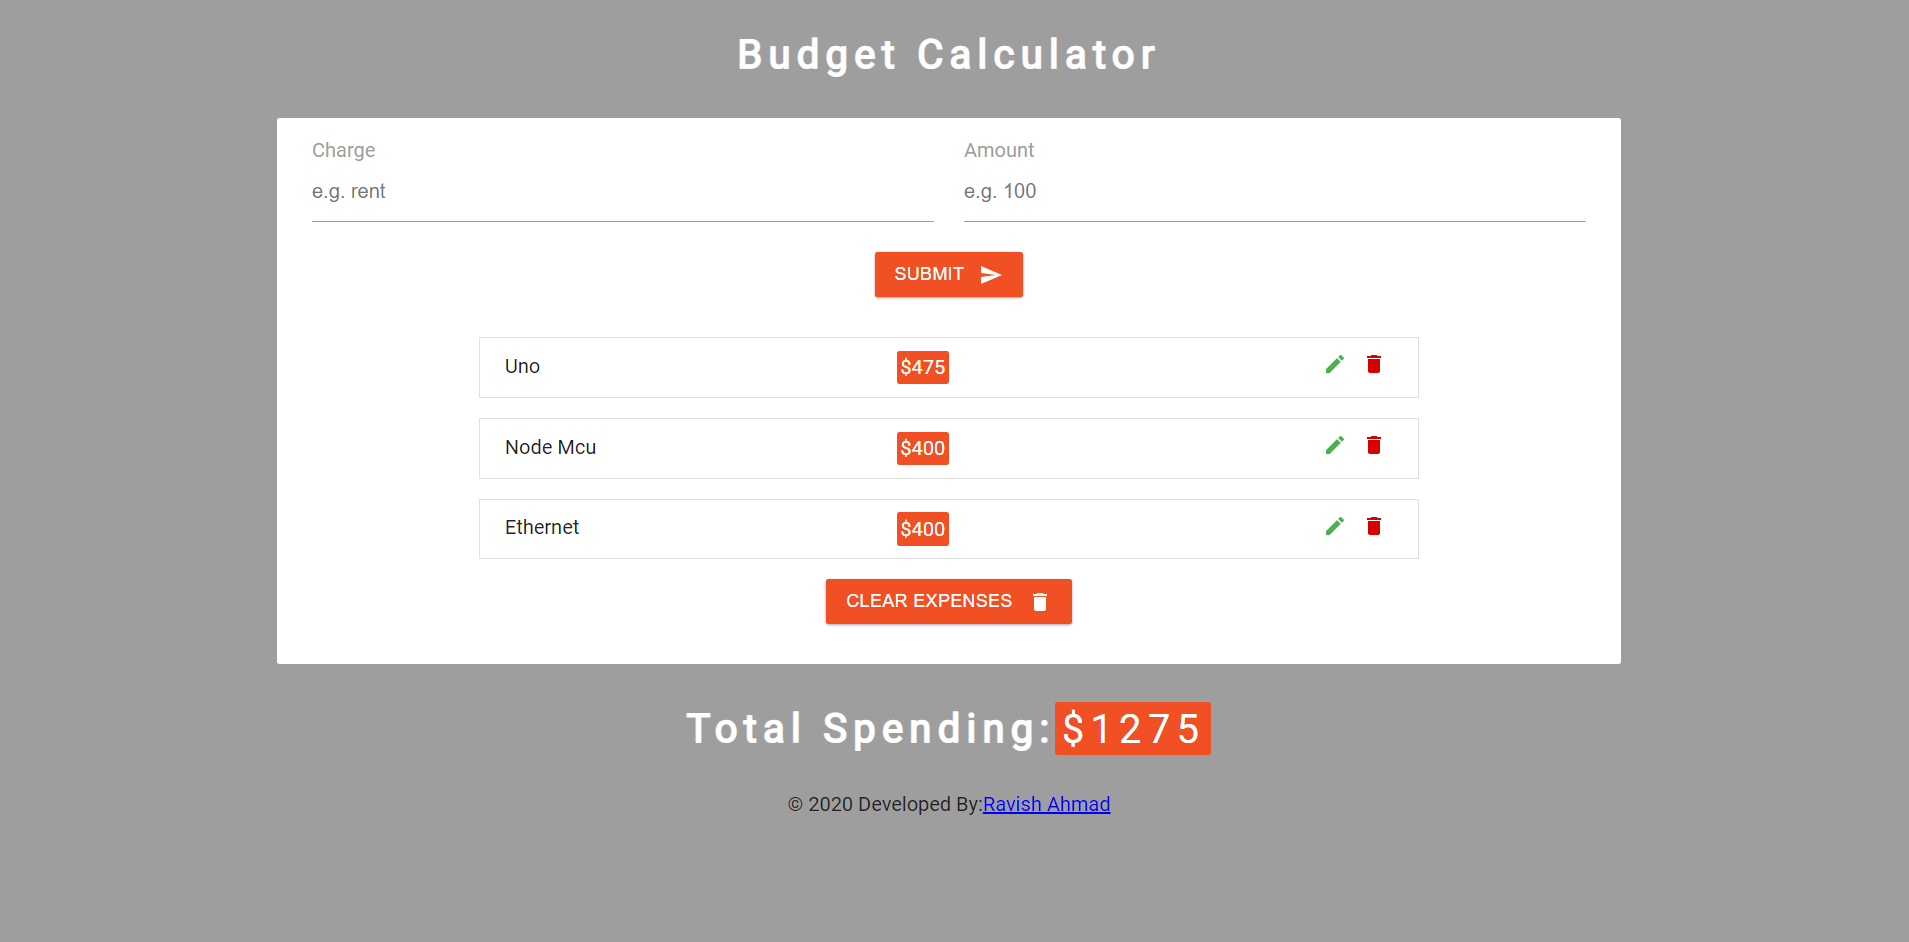 Budget Calculator
Charge
Amount
e.g. rent
e.g. 100
SUBMIT
Uno
$475
Node Mcu
$400
Ethernet
$400
CLEAR EXPENSES
Total Spending:$1275
© 2020 Developed By:Ravish Ahmad